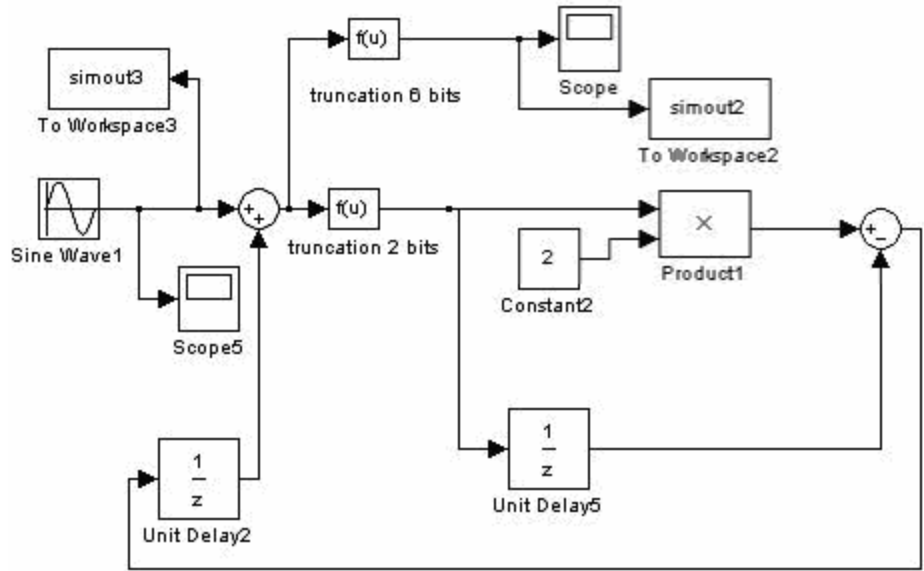 f(u)
truncation 6 bits
Scope
simout3
To Workspace3
simout2
To Workspace2
Sine Wave1
+
+
f(u)
truncation 2 bits
×
Product1
2
Constant2
+
−
Scope5
1
z
Unit Delay2
1
z
Unit Delay5